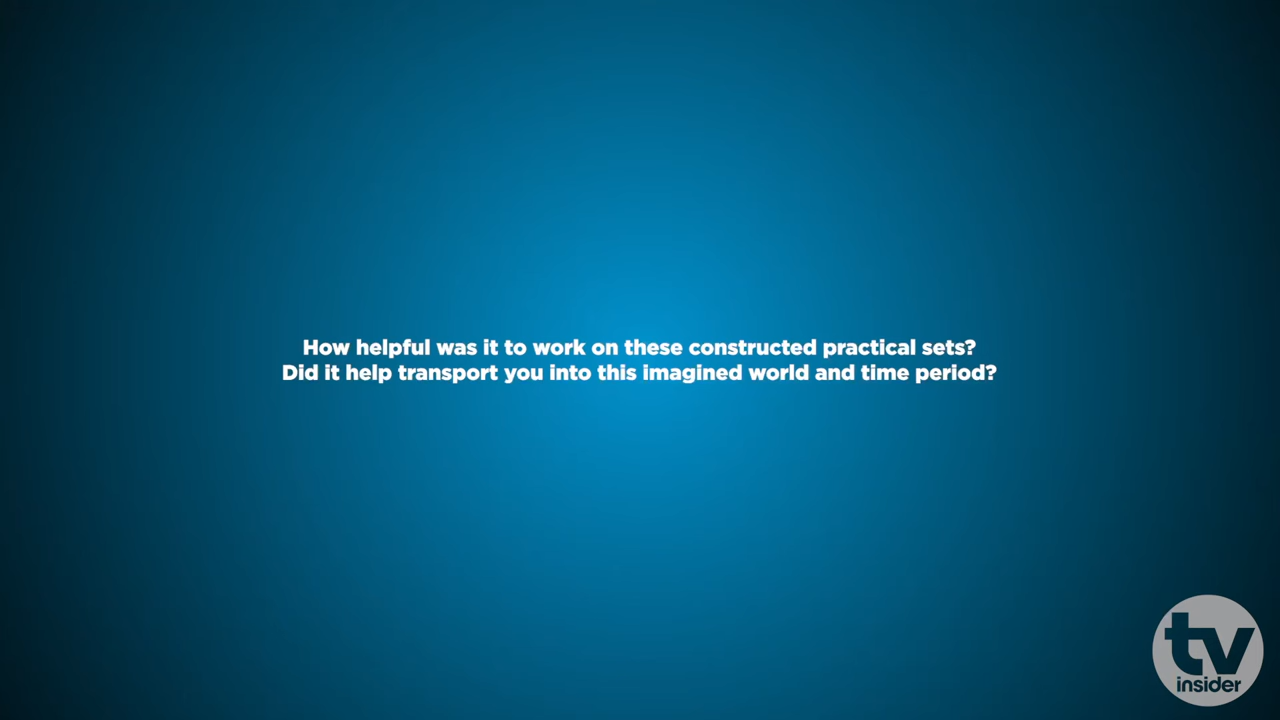 How helpful was it to work on these constructed practical sets?
Did it help transport you into this imagined world and time period?
tv
insider